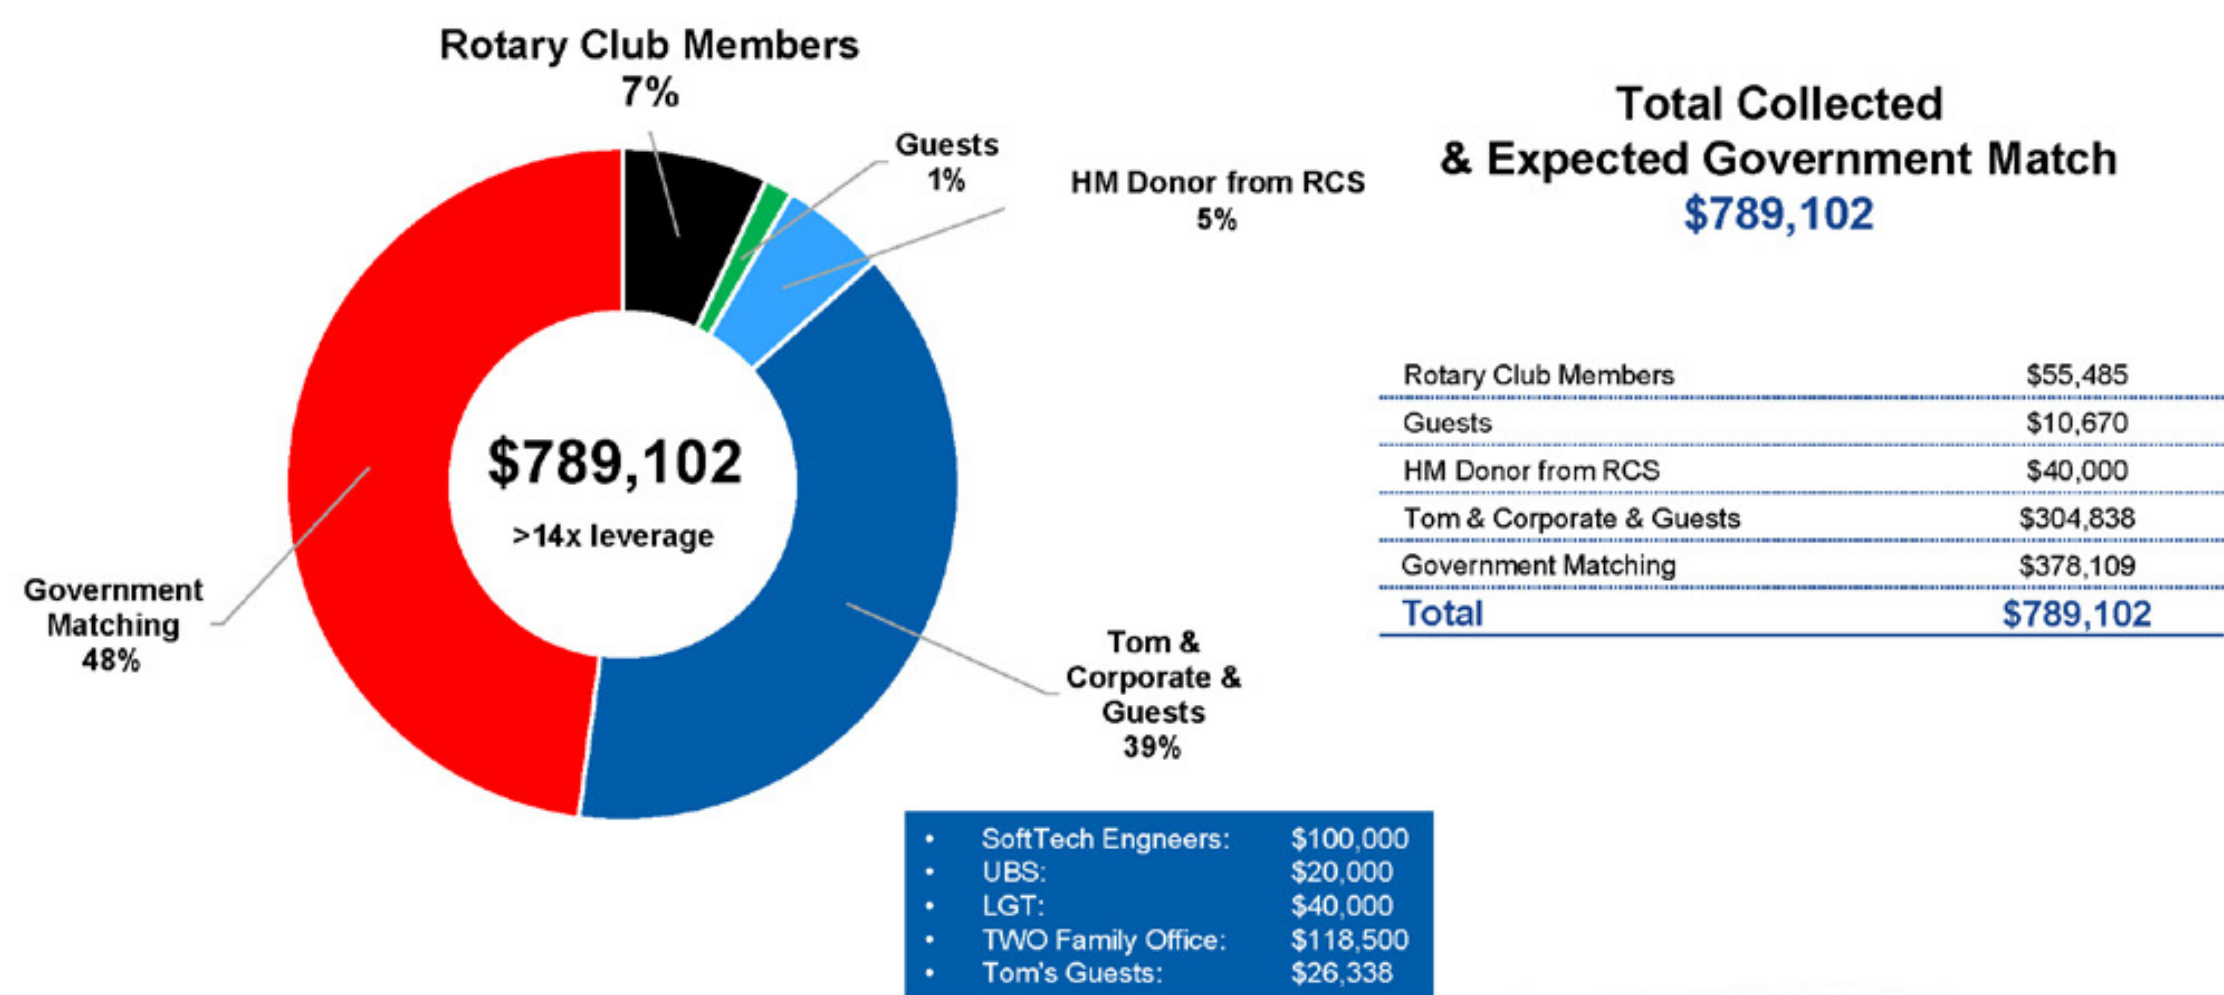 Rotary Club Members
7%
Guests
1%
HM Donor from RCS
5%
Total Collected
& Expected Government Match
$789,102
$789,102
>14x leverage
Government
Matching
48%
Tom &
Corporate &
Guests
39%
Rotary Club Members $55,485
Guests $10,670
HM Donor from RCS $40,000
Tom & Corporate & Guests $304,838
Government Matching $378,109
Total $789,102
• SoftTech Engneers: $100,000
• UBS: $20,000
• LGT: $40,000
• TWO Family Office: $118,500
• Tom's Guests: $26,338